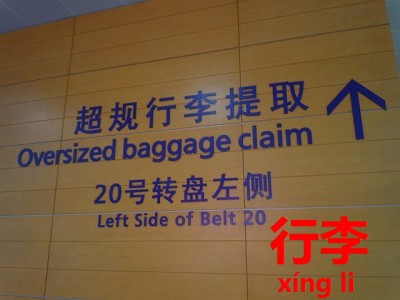 超规行李提取
Oversized baggage claim
20号转盘左侧
Left Side of Belt 20
行李
xíng li